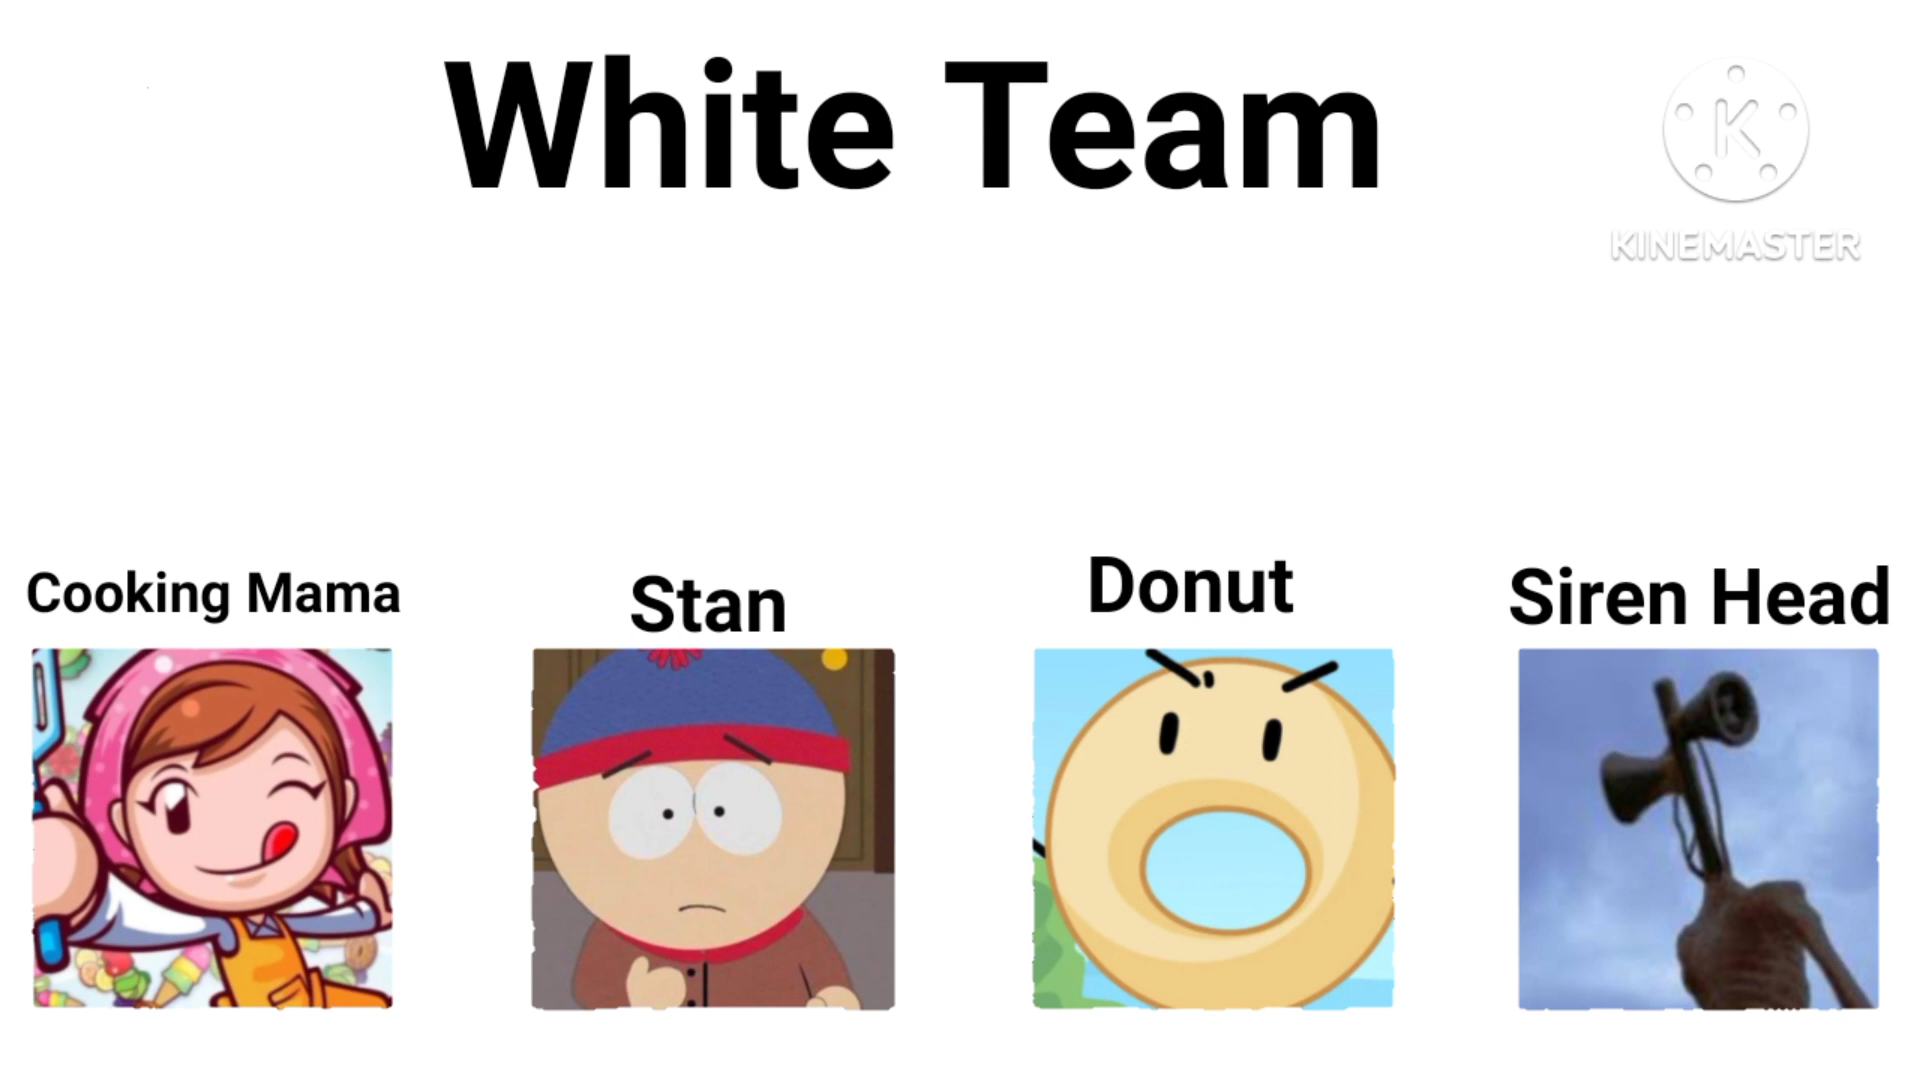 White Team
K
KINEMASTER
Cooking Mama
Stan
Donut
Siren Head